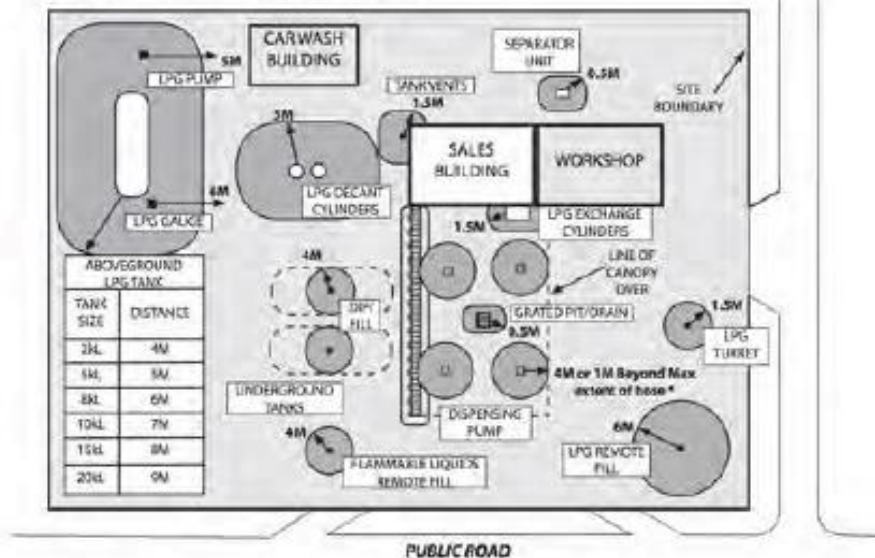 CARWASH
BUILDING
SEPARATOR
UNIT
0.5M
5M
LPG PUMP
TANK VENTS
1.5M
SITE
BOUNDARY
3M
SALES
BUILDING
WORKSHOP
LPG DECANT
CYLINDERS
6M
LPG GAUGE
1.5M
LPG EXCHANGE
CYLINDERS
LINE OF
CANOPY
OVER
4M
DIP/
FILL
GRATED PIT/DRAIN
0.5M
1.5M
LPG
TURRET
ABOVEGROUND
LPG TANK
TANK SIZE DISTANCE
2kL 4M
5kL 5M
8kL 6M
10kL 7M
15kL 8M
20kL 9M
UNDERGROUND
TANKS
4M or 1M Beyond Max
extent of hose *
DISPENSING
PUMP
4M
FLAMMABLE LIQUIDS
REMOTE FILL
6M
LPG REMOTE
FILL
PUBLIC ROAD